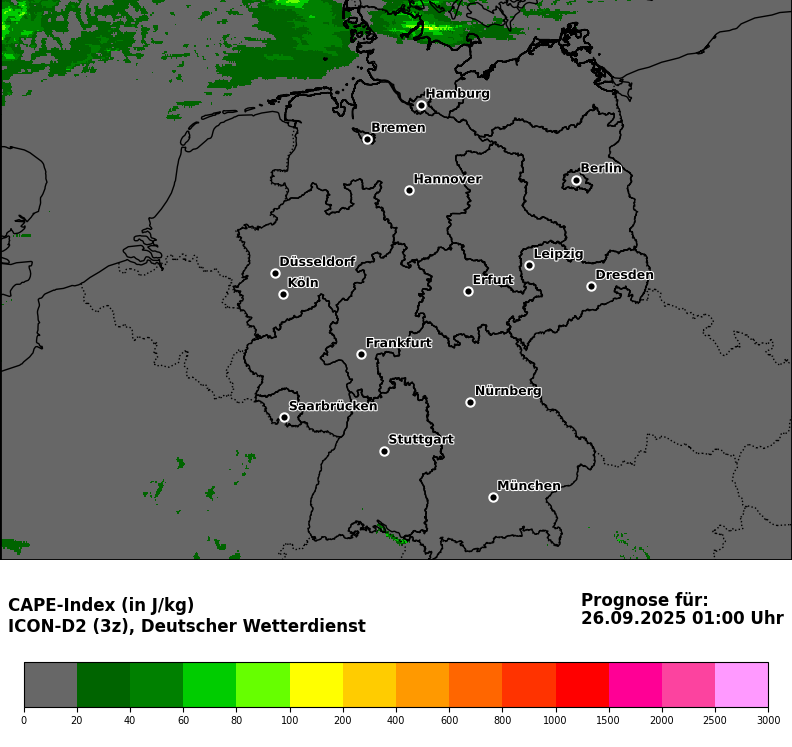 Hamburg
Bremen
Berlin
Hannover
Leipzig
Düsseldorf
Dresden
Erfurt
Köln
Frankfurt
Nürnberg
Saarbrücken
Stuttgart
München
CAPE-Index (in J/kg)
ICON-D2 (3z), Deutscher Wetterdienst
Prognose für:
26.09.2025 01:00 Uhr
0 20 40 60 80 100 200 400 600 800 1000 1500 2000 2500 3000